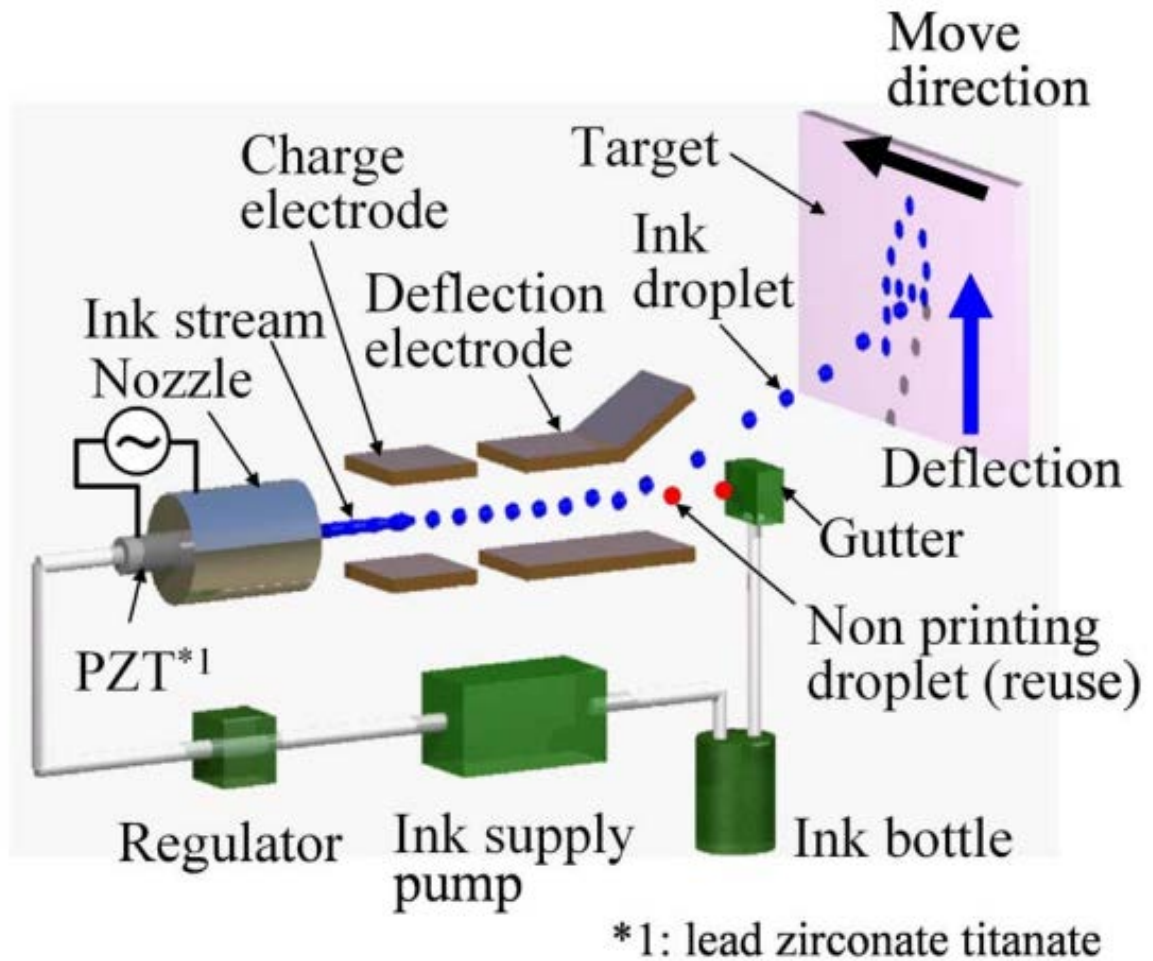 Move
direction
Charge
electrode
Target
Ink
droplet
Deflection
electrode
Ink stream
Nozzle
Deflection
Gutter
Non printing
droplet (reuse)
PZT*1
Regulator
Ink supply
pump
Ink bottle
*1: lead zirconate titanate